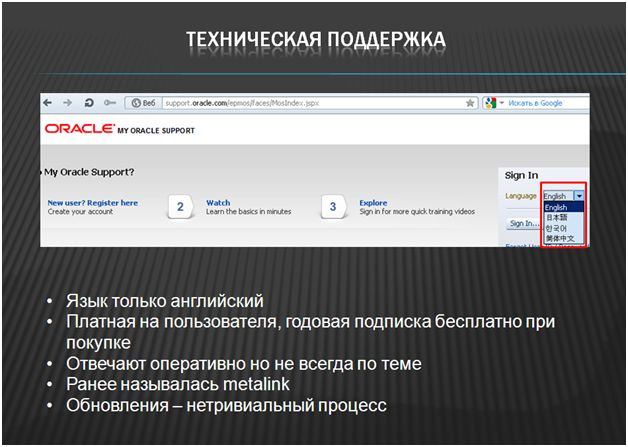 ТЕХНИЧЕСКАЯ ПОДДЕРЖКА
Веб support.oracle.com/epmos/faces/MosIndex.jspx Искать в Google
ORACLE MY ORACLE SUPPORT
My Oracle Support?
Sign In
New user? Register here
Create your account
2
Watch
Learn the basics in minutes
3
Explore
Sign in for more quick training videos
Language English
English
日本語
한국어
简体中文
Sign In...
• Язык только английский
• Платная на пользователя, годовая подписка бесплатно при
покупке
• Отвечают оперативно но не всегда по теме
• Ранее называлась metalink
• Обновления – нетривиальный процесс